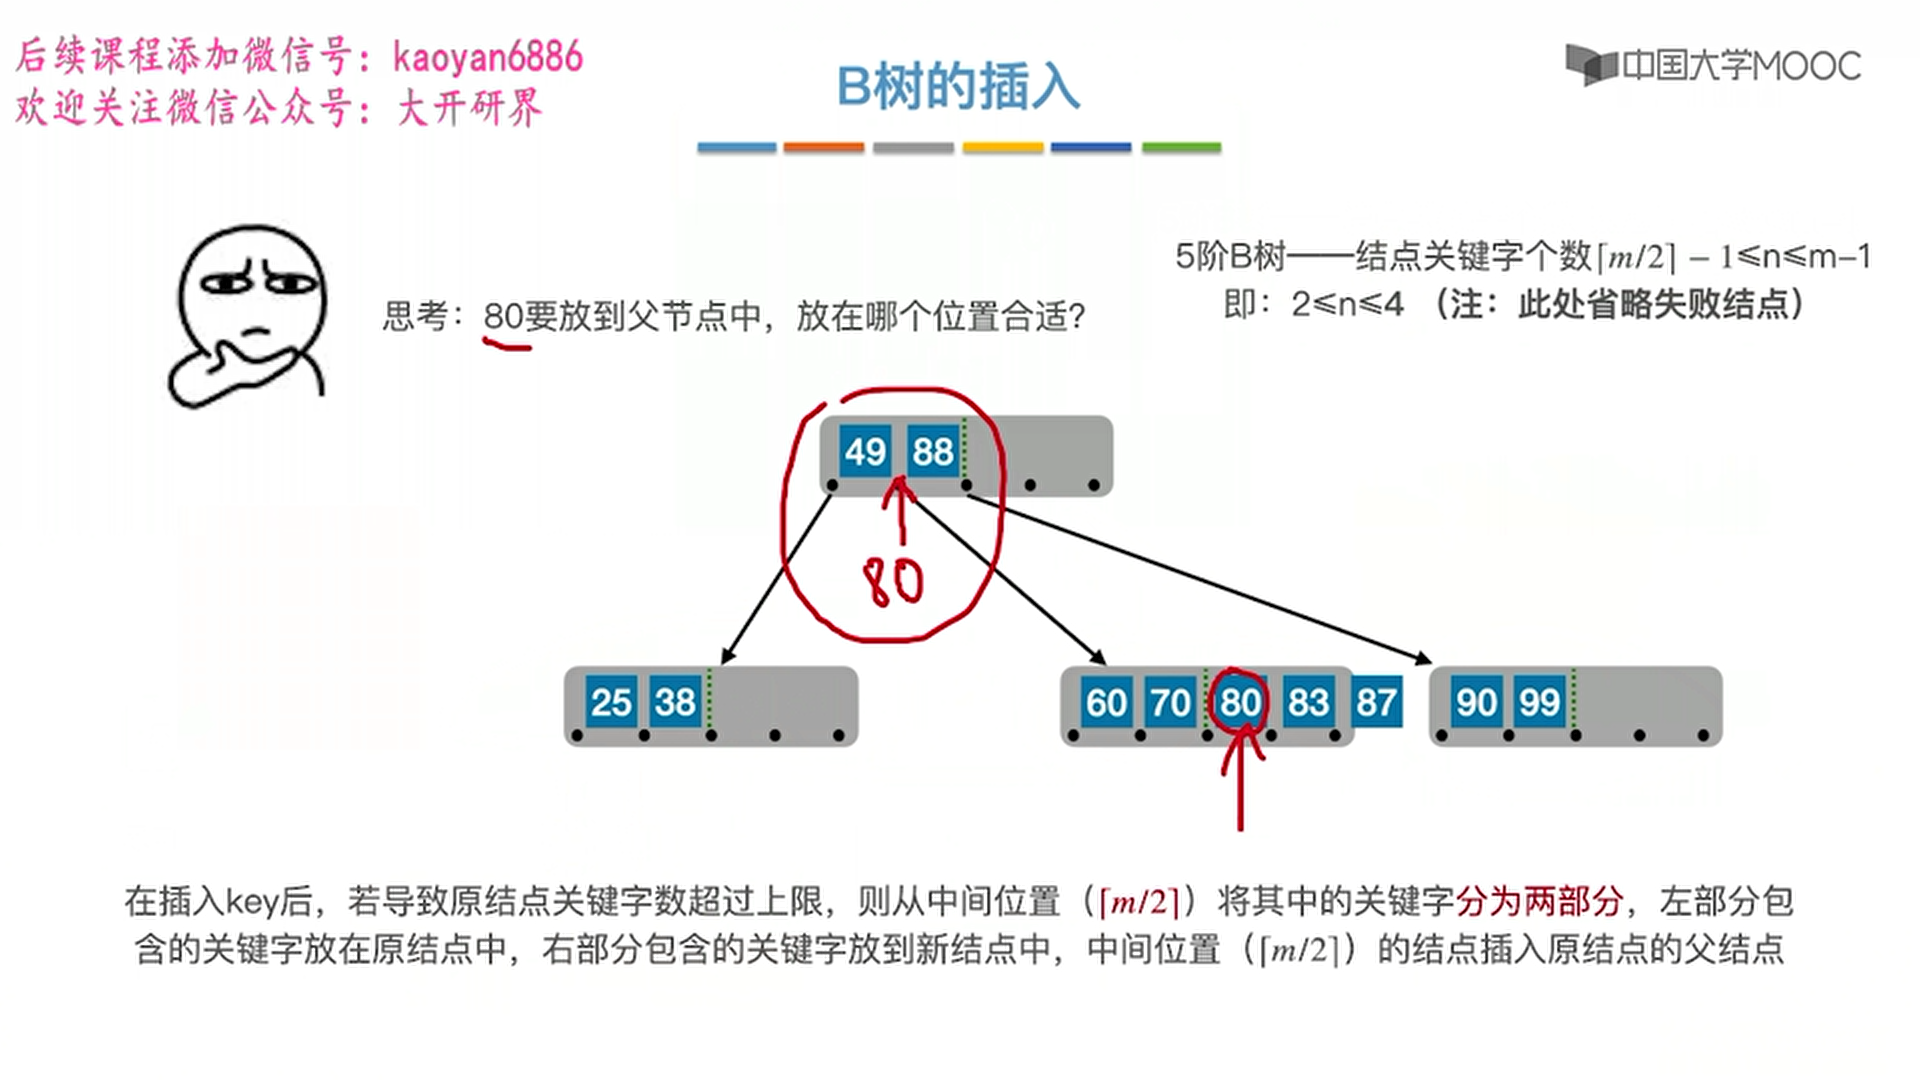 后续课程添加微信号：kaoyan6886
欢迎关注微信公众号：大开研界
中国大学MOOC
B树的插入
5阶B树——结点关键字个数⌈m/2⌉ – 1≤n≤m–1
即：2≤n≤4 （注：此处省略失败结点）
思考：80要放到父节点中，放在哪个位置合适？
49 88
80
25 38
60 70 80 83 87
90 99
在插入key后，若导致原结点关键字数超过上限，则从中间位置（⌈m/2⌉）将其中的关键字分为两部分，左部分包
含的关键字放在原结点中，右部分包含的关键字放到新结点中，中间位置（⌈m/2⌉）的结点插入原结点的父结点